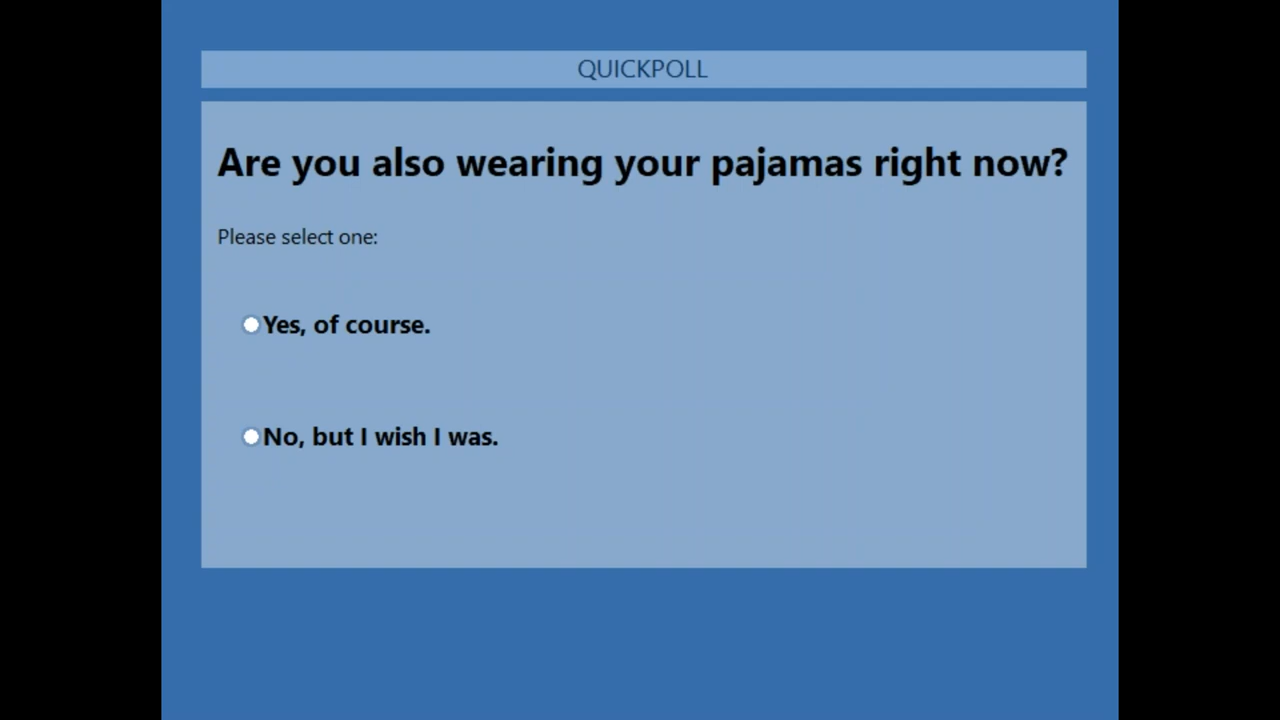 QUICKPOLL
Are you also wearing your pajamas right now?
Please select one:
Yes, of course.
No, but I wish I was.